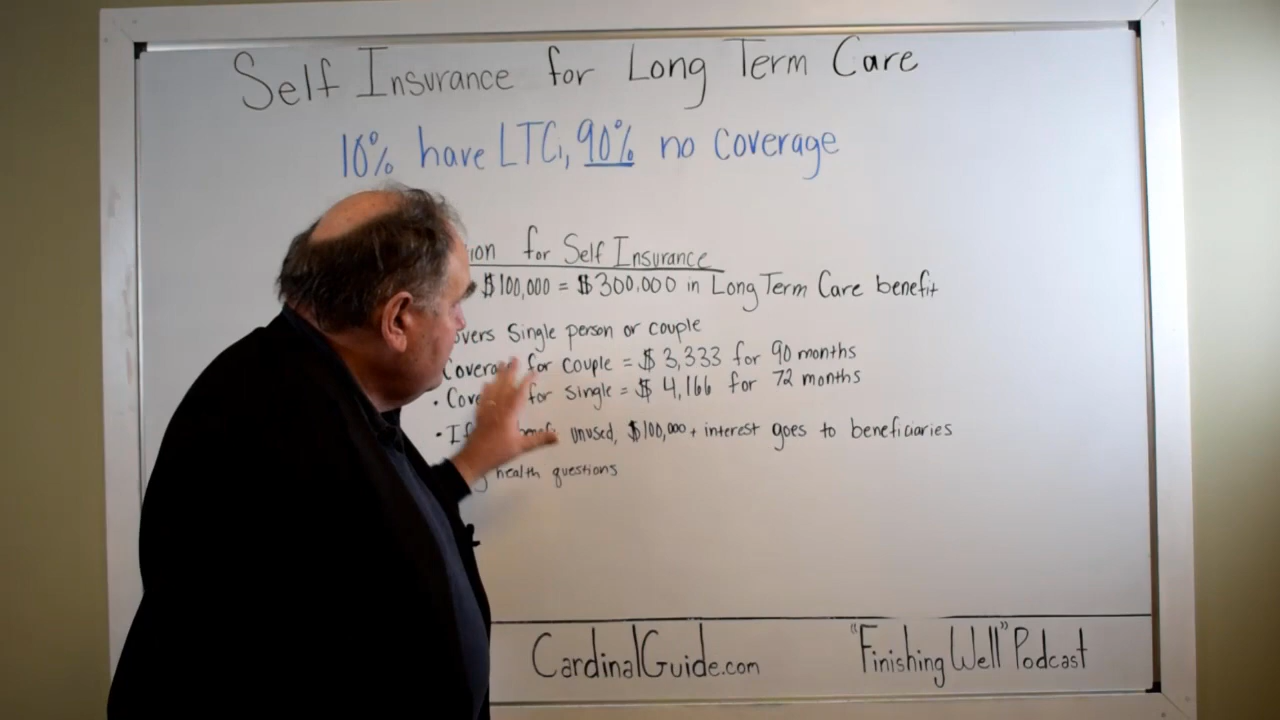 Self Insurance for Long Term Care
10% have LTCi, 90% no coverage
for Self Insurance
$100,000 = $300,000 in Long Term Care benefit
Single person or couple
for couple = $3,333 for 90 months
• for single = $4,166 for 72 months
• If unused, $100,000 + interest goes to beneficiaries
health questions
CardinalGuide.com
"Finishing Well" Podcast